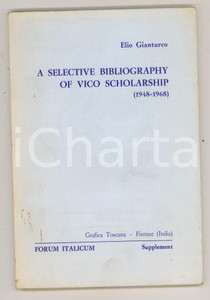 Elio Gianturco
A SELECTIVE BIBLIOGRAPHY
OF VICO SCHOLARSHIP
(1948-1968)
iCharta
Grafica Toscana - Firenze (Italia)
FORUM ITALICUM Supplement